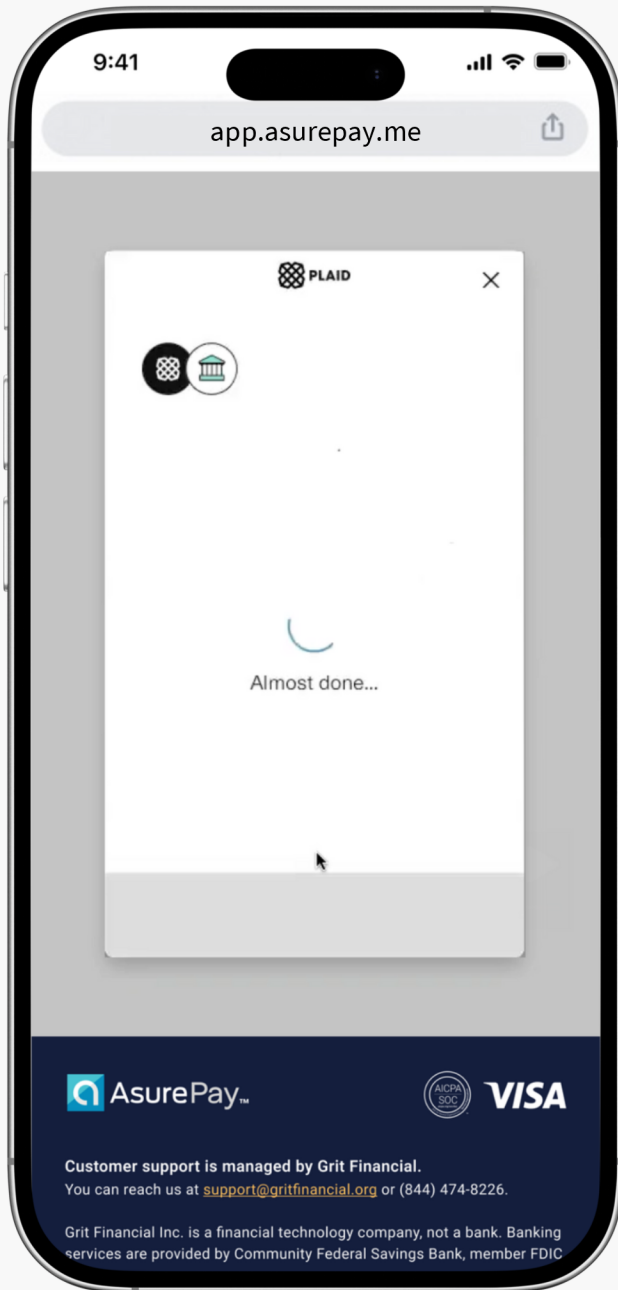 9:41
app.asurepay.me
PLAID
Almost done...
AsurePay™
AICPA
SOC
VISA
Customer support is managed by Grit Financial.
You can reach us at support@gritfinancial.org or (844) 474-8226.
Grit Financial Inc. is a financial technology company, not a bank. Banking
services are provided by Community Federal Savings Bank, member FDIC